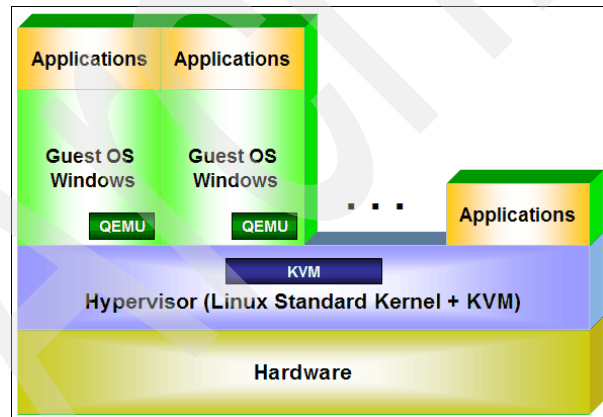 Applications
Applications
Guest OS
Windows
Guest OS
Windows
QEMU
QEMU
. . .
Applications
KVM
Hypervisor (Linux Standard Kernel + KVM)
Hardware